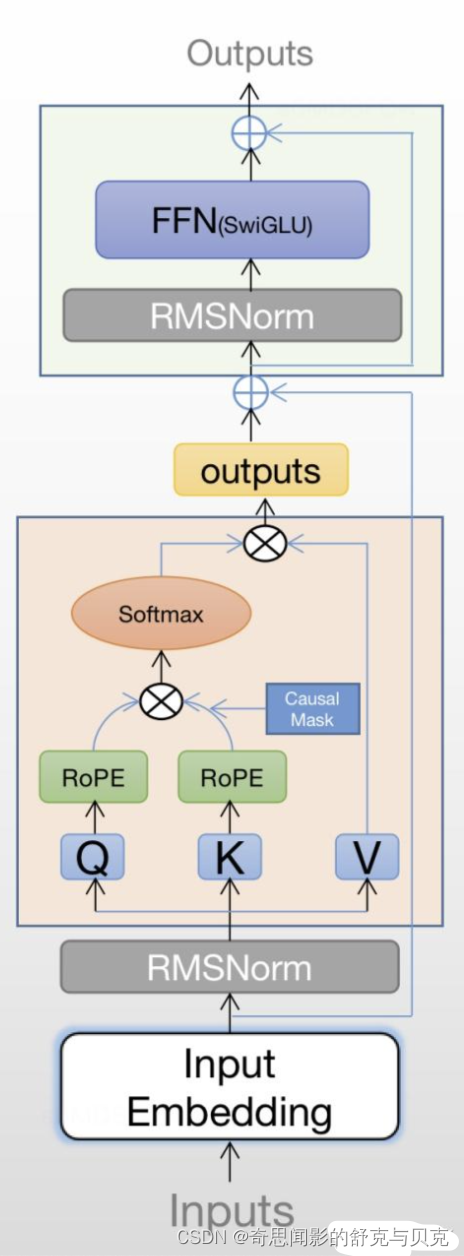 Outputs
FFN(SwiGLU)
RMSNorm
outputs
Softmax
Causal
Mask
RoPE RoPE
Q K V
RMSNorm
Input
Embedding
Inputs
CSDN @奇思闻影的舒克与贝克